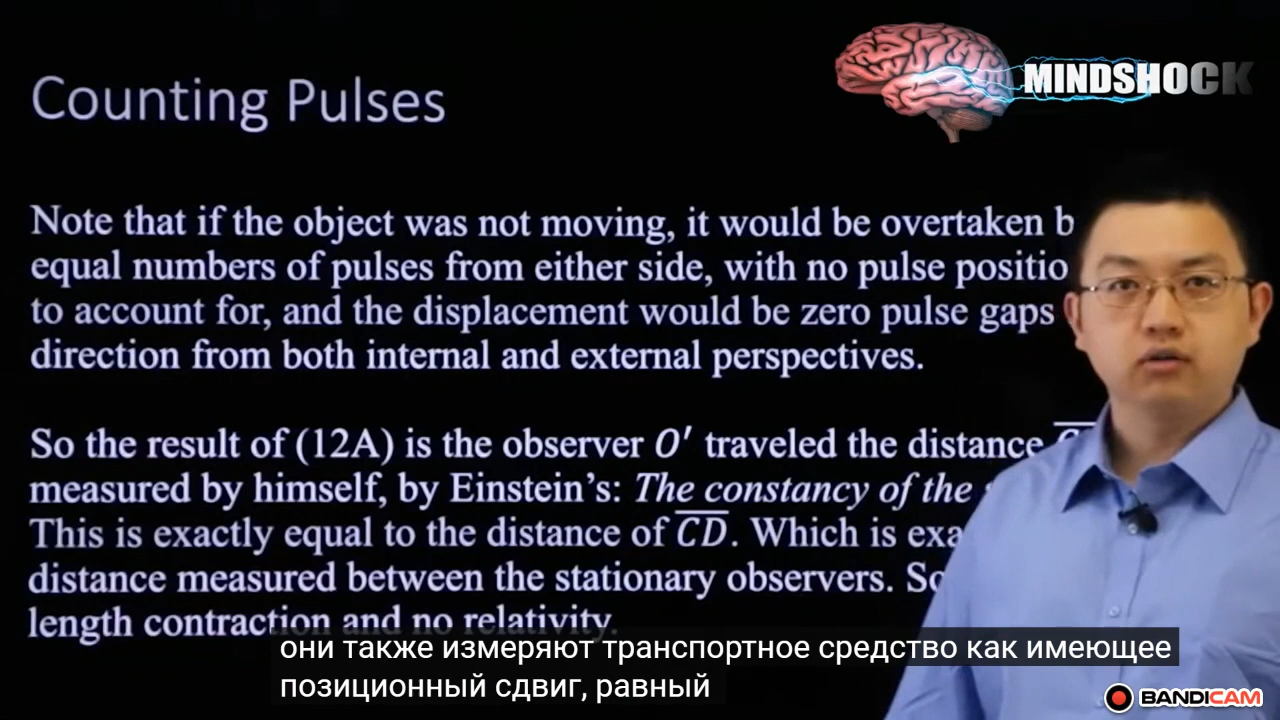 Counting Pulses
MINDSHOCK
Note that if the object was not moving, it would be overtaken b
equal numbers of pulses from either side, with no pulse positio
to account for, and the displacement would be zero pulse gaps
direction from both internal and external perspectives.
So the result of (12A) is the observer O′ traveled the distance
measured by himself, by Einstein’s: The constancy of the
This is exactly equal to the distance of C̅D̅. Which is exa
distance measured between the stationary observers. So
length contraction and no relativity.
они также измеряют транспортное средство как имеющее
позиционный сдвиг, равный
BANDICAM